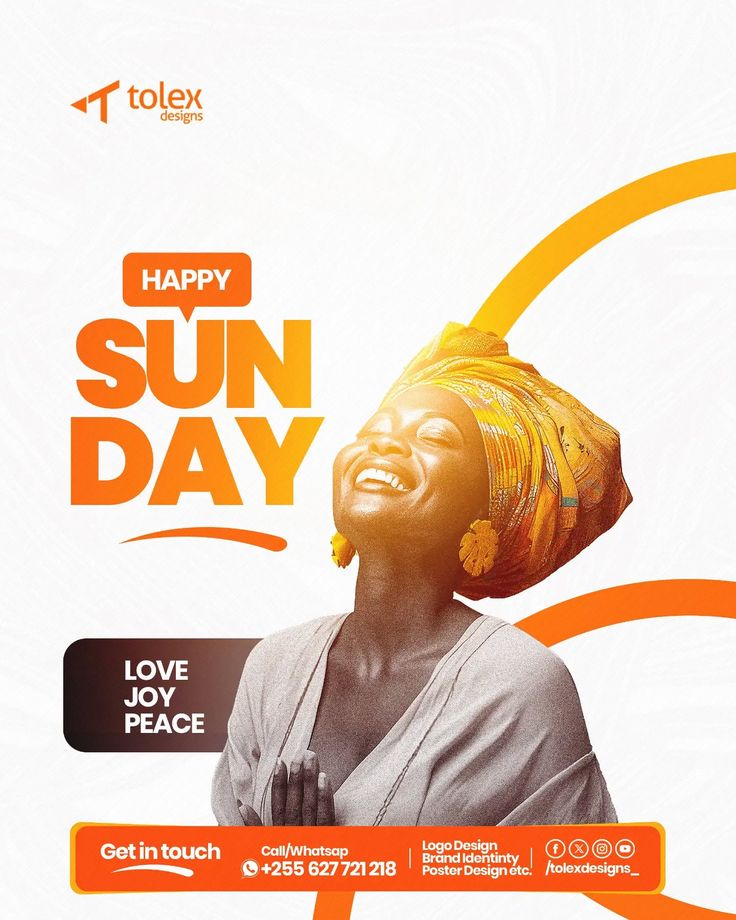 tolex
designs
HAPPY
SUN
DAY
LOVE
JOY
PEACE
Get in touch
Call/Whatsap
+255 627 721 218
Logo Design
Brand Identinty
Poster Design etc.
/tolexdesigns_